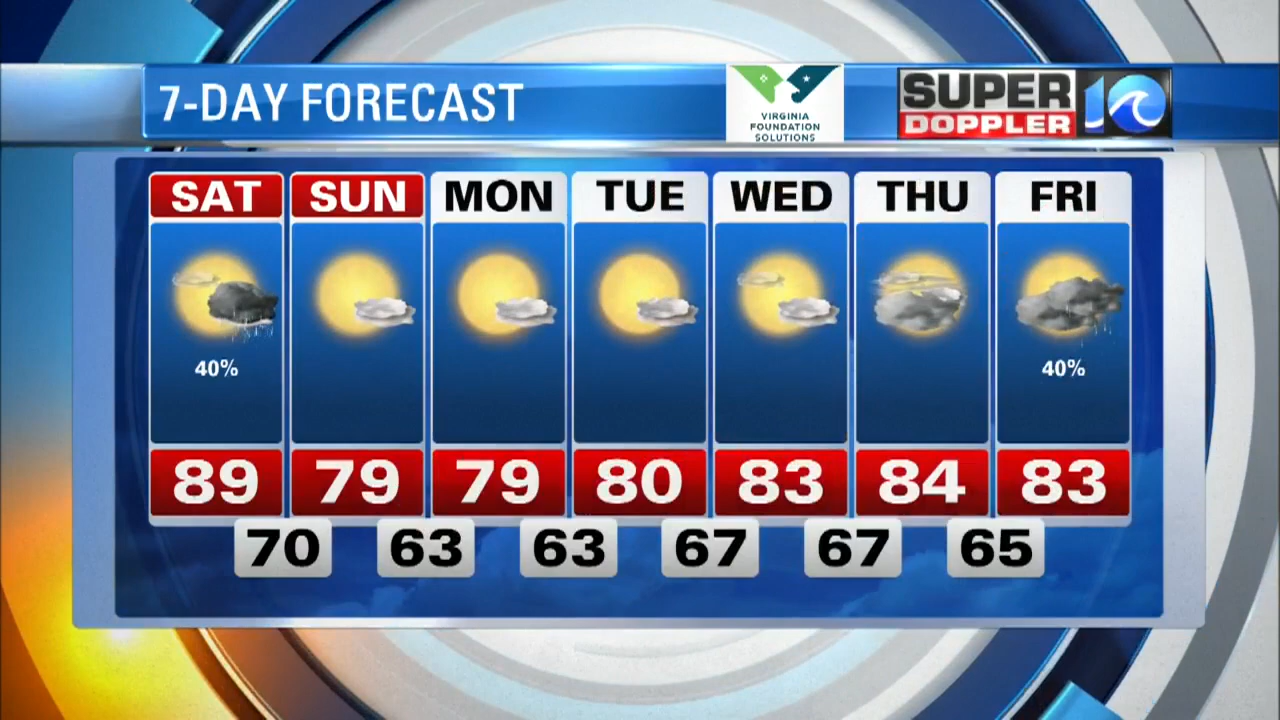 7-DAY FORECAST
VIRGINIA
FOUNDATION
SOLUTIONS
SUPER
DOPPLER
10
SAT SUN MON TUE WED THU FRI
40% 40%
89 79 79 80 83 84 83
70 63 63 67 67 65